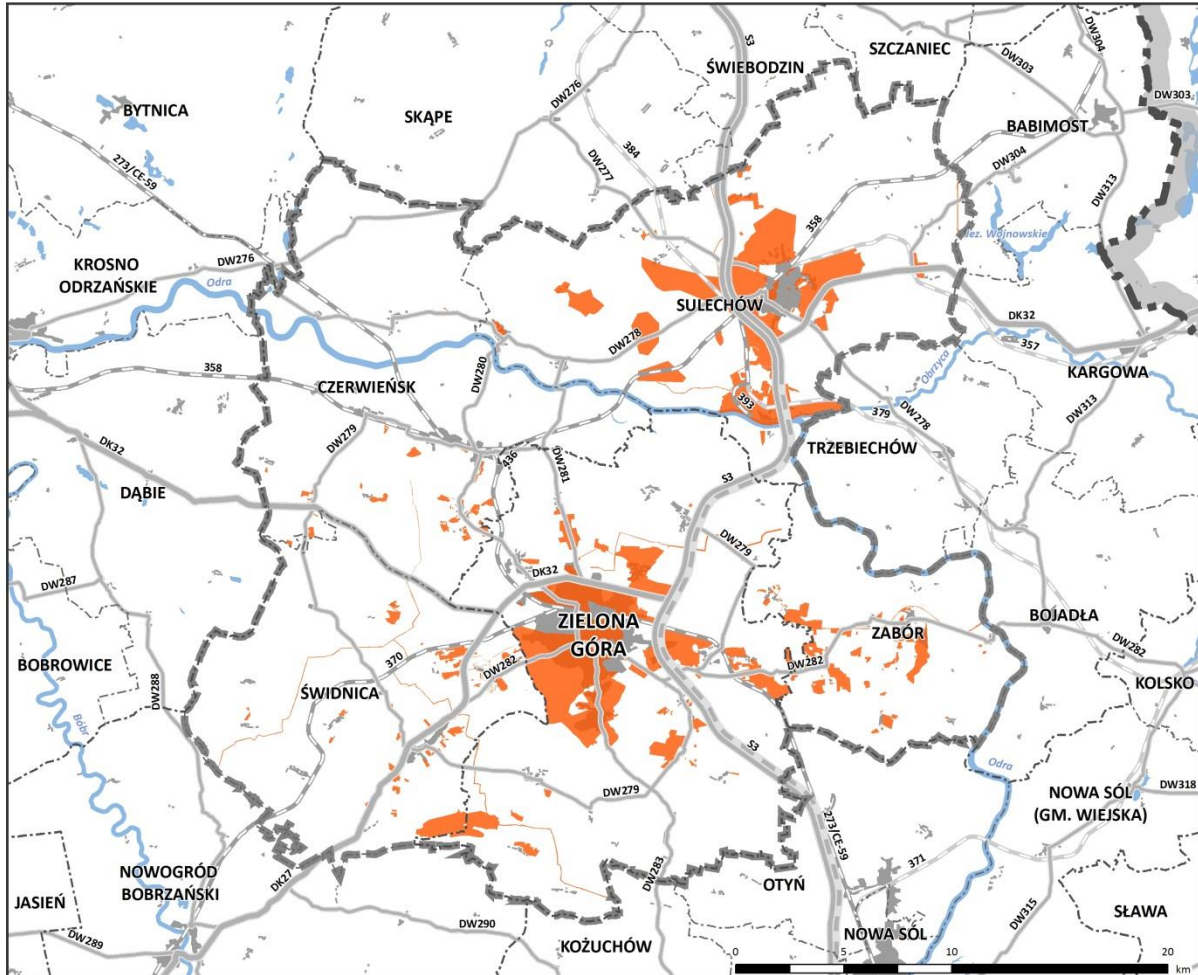 S3
SZCZANIEC
DW303
DW304
ŚWIEBODZIN
DW276
DW303
BYTNICA
SKĄPE
BABIMOST
273/CE-59
384
DW277
DW304
358
DW313
Jez. Wojnowskie
KROSNO
ODRZAŃSKIE
DW276
Odra
SULECHÓW
DK32
DW278
357
358
CZERWIEŃSK
DW280
Obrzyca
KARGOWA
393
379
DW278
DW313
DK32
DW279
436
DW281
TRZEBIECHÓW
DĄBIE
S3
DW279
DW287
DK32
ZIELONA
GÓRA
ZABÓR
BOJADŁA
BOBROWICE
DW288
370
DW282
DW282
DW282
ŚWIDNICA
KOLSKO
Bóbr
S3
Odra
DW279
NOWA SÓL
(GM. WIEJSKA)
DW318
273/CE-59
NOWOGRÓD
BOBRZAŃSKI
DK27
DW283
OTYŃ
371
JASIEŃ
DW290
DW315
SŁAWA
DW289
KOŻUCHÓW
NOWA SÓL
0 5 10 20
km